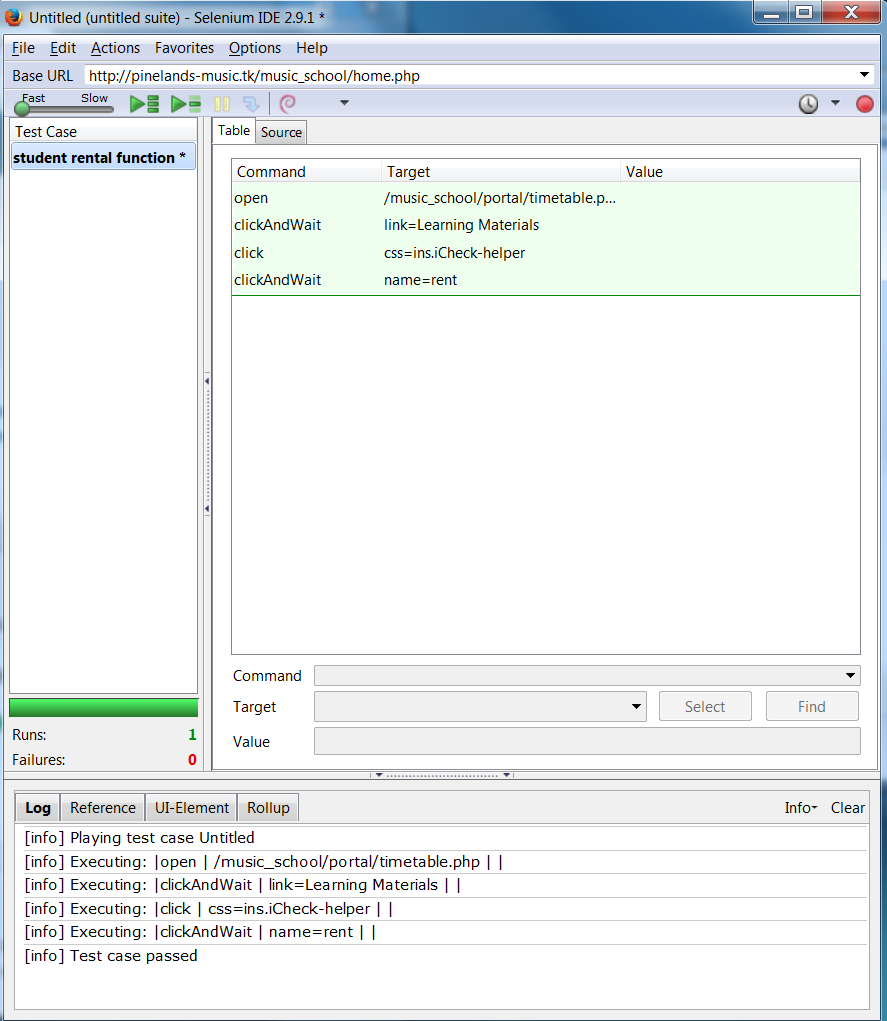 Untitled (untitled suite) - Selenium IDE 2.9.1 *
File Edit Actions Favorites Options Help
Base URL http://pinelands-music.tk/music_school/home.php
Fast Slow
Test Case
student rental function *
Table Source
Command Target Value
open /music_school/portal/timetable.p...
clickAndWait link=Learning Materials
click css=ins.iCheck-helper
clickAndWait name=rent
Command
Target Select Find
Value
Runs: 1
Failures: 0
Log Reference UI-Element Rollup Info Clear
[info] Playing test case Untitled
[info] Executing: |open | /music_school/portal/timetable.php | |
[info] Executing: |clickAndWait | link=Learning Materials | |
[info] Executing: |click | css=ins.iCheck-helper | |
[info] Executing: |clickAndWait | name=rent | |
[info] Test case passed